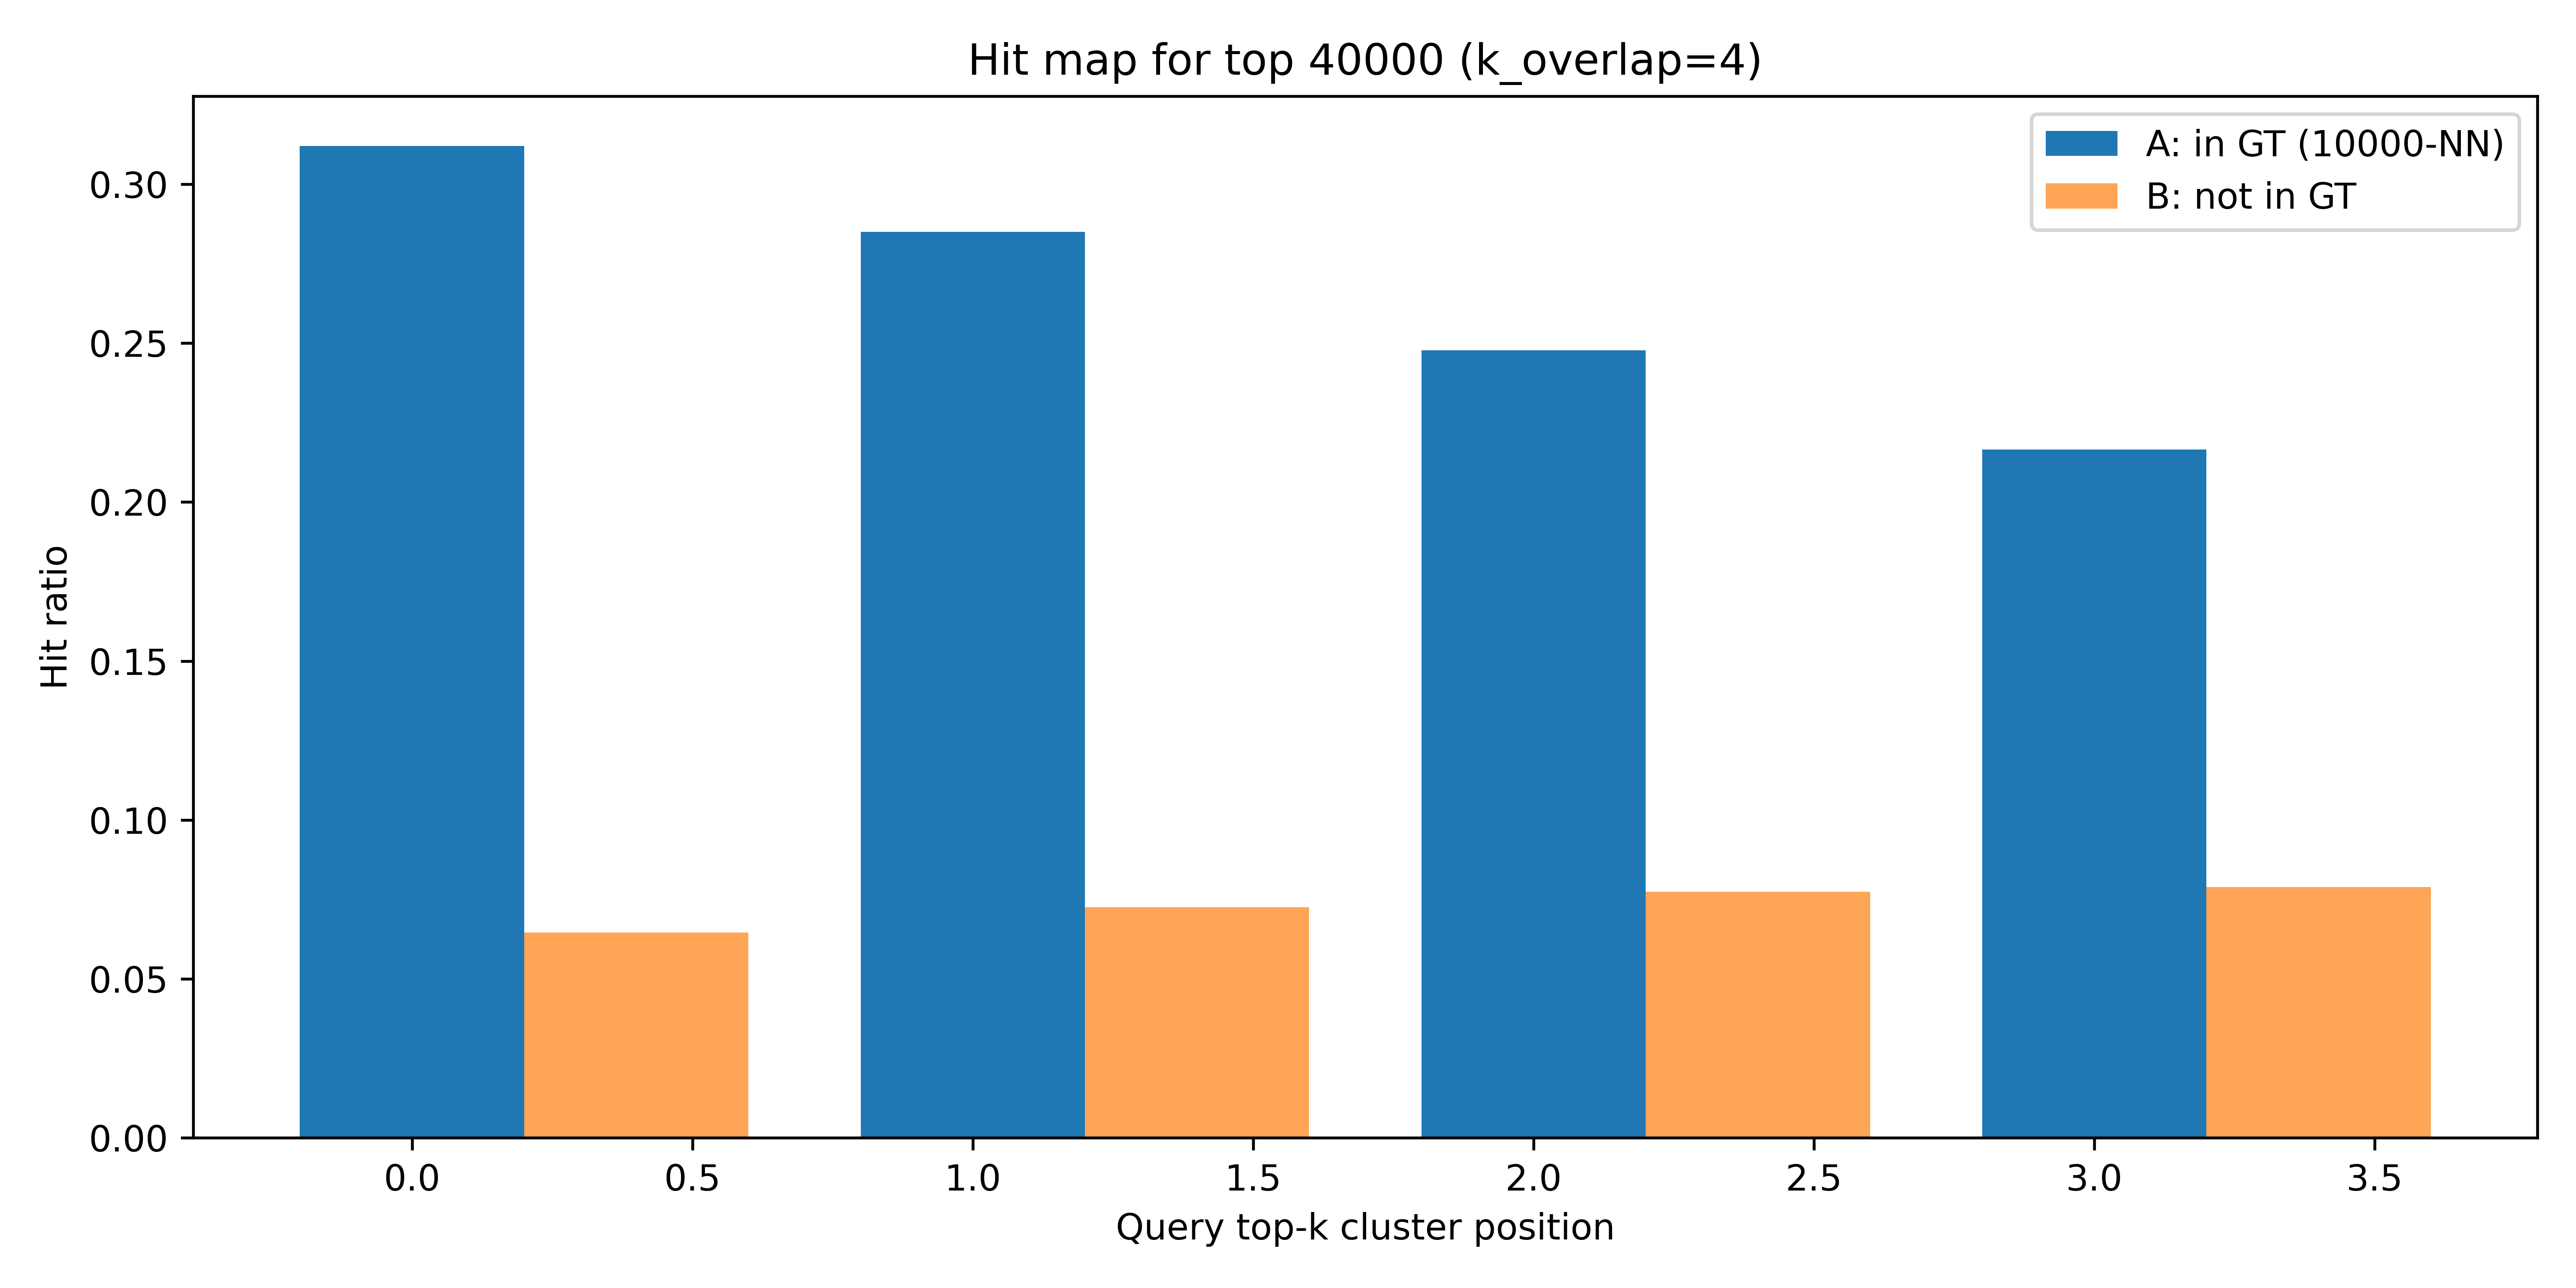 Hit map for top 40000 (k_overlap=4)
A: in GT (10000-NN)
B: not in GT
Hit ratio
0.30
0.25
0.20
0.15
0.10
0.05
0.00
0.0 0.5 1.0 1.5 2.0 2.5 3.0 3.5
Query top-k cluster position